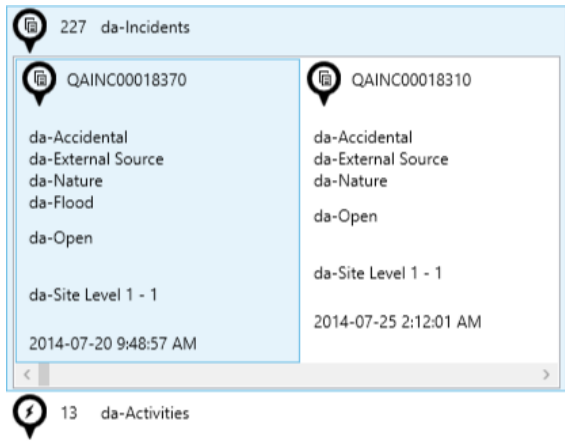 227 da-Incidents
QAINC00018370
da-Accidental
da-External Source
da-Nature
da-Flood
da-Open
da-Site Level 1 - 1
2014-07-20 9:48:57 AM
QAINC00018310
da-Accidental
da-External Source
da-Nature
da-Open
da-Site Level 1 - 1
2014-07-25 2:12:01 AM
13 da-Activities